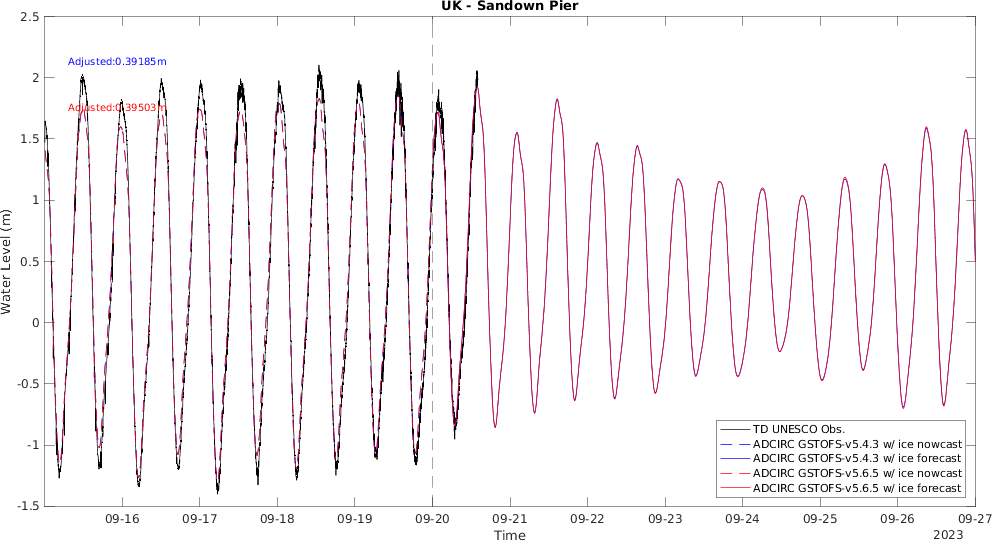 UK - Sandown Pier
2.5
2
1.5
1
0.5
0
-0.5
-1
-1.5
Water Level (m)
Adjusted:0.39185m
Adjusted:0.39503m
TD UNESCO Obs.
ADCIRC GSTOFS-v5.4.3 w/ ice nowcast
ADCIRC GSTOFS-v5.4.3 w/ ice forecast
ADCIRC GSTOFS-v5.6.5 w/ ice nowcast
ADCIRC GSTOFS-v5.6.5 w/ ice forecast
09-16 09-17 09-18 09-19 09-20 09-21 09-22 09-23 09-24 09-25 09-26 09-27
Time
2023